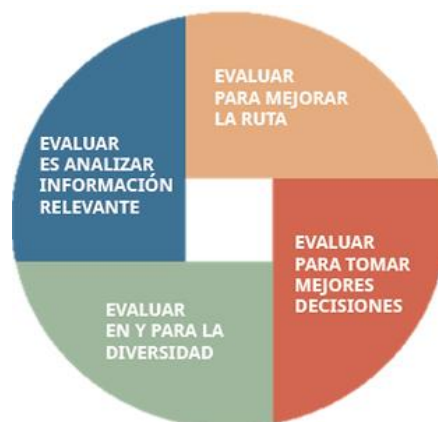 EVALUAR
PARA MEJORAR
LA RUTA
EVALUAR
ES ANALIZAR
INFORMACIÓN
RELEVANTE
EVALUAR
PARA TOMAR
MEJORES
DECISIONES
EVALUAR
EN Y PARA LA
DIVERSIDAD